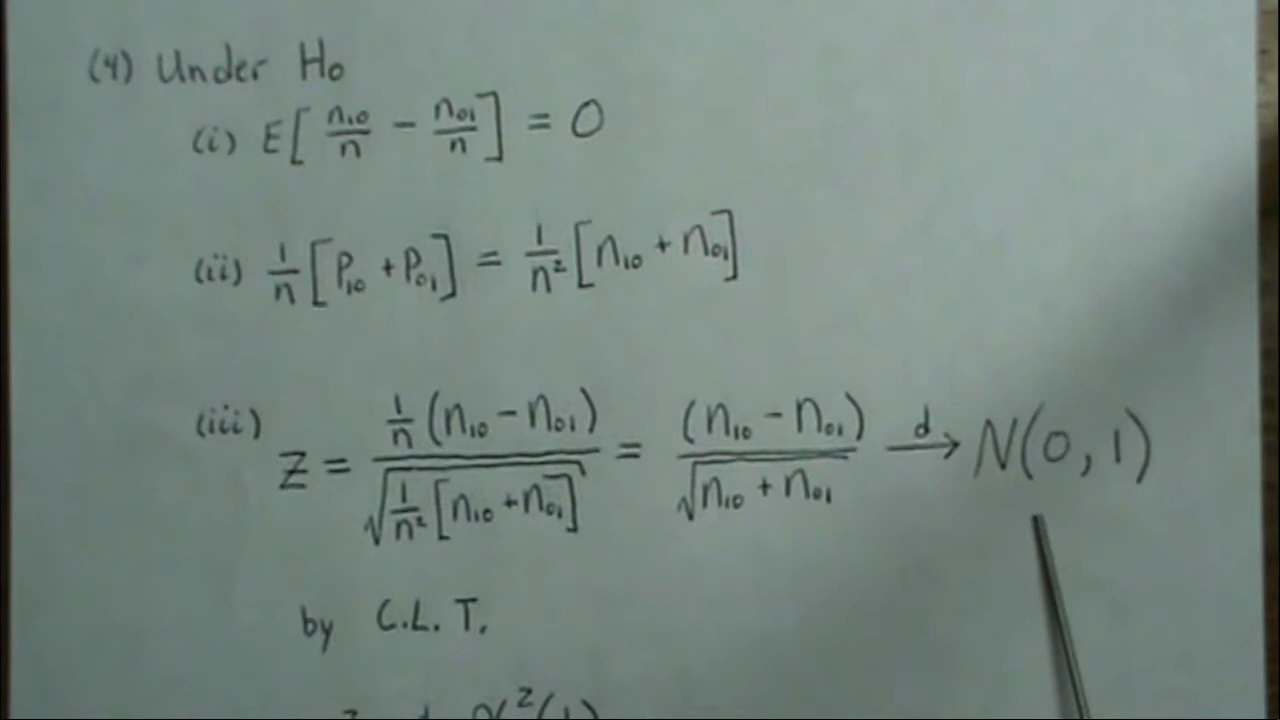 (4) Under H₀
(i) E[ n₁₀/n - n₀₁/n ] = 0
(ii) 1/n [P₁₀ + P₀₁] = 1/n² [n₁₀ + n₀₁]
(iii) Z = 1/n (n₁₀ - n₀₁) / √(1/n² [n₁₀ + n₀₁]) = (n₁₀ - n₀₁) / √(n₁₀ + n₀₁) →ᵈ N(0,1)
by C.L.T.